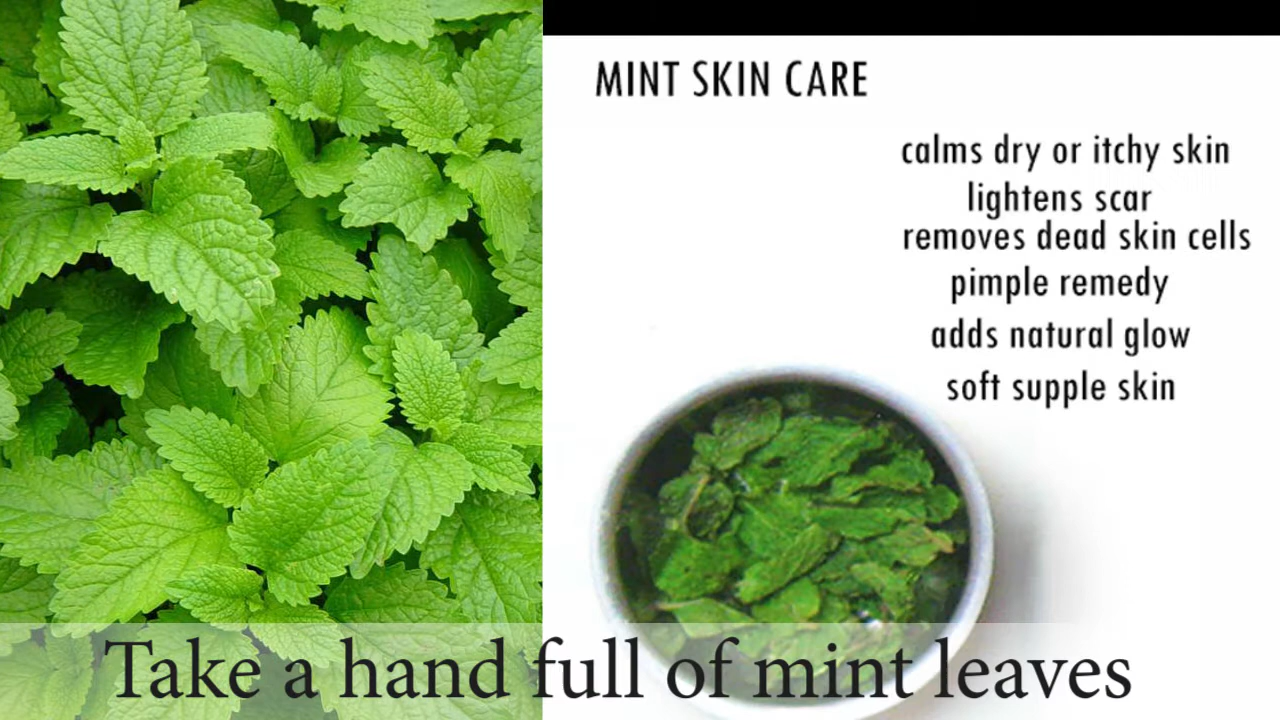 MINT SKIN CARE
calms dry or itchy skin
lightens scar
removes dead skin cells
pimple remedy
adds natural glow
soft supple skin
Take a hand full of mint leaves